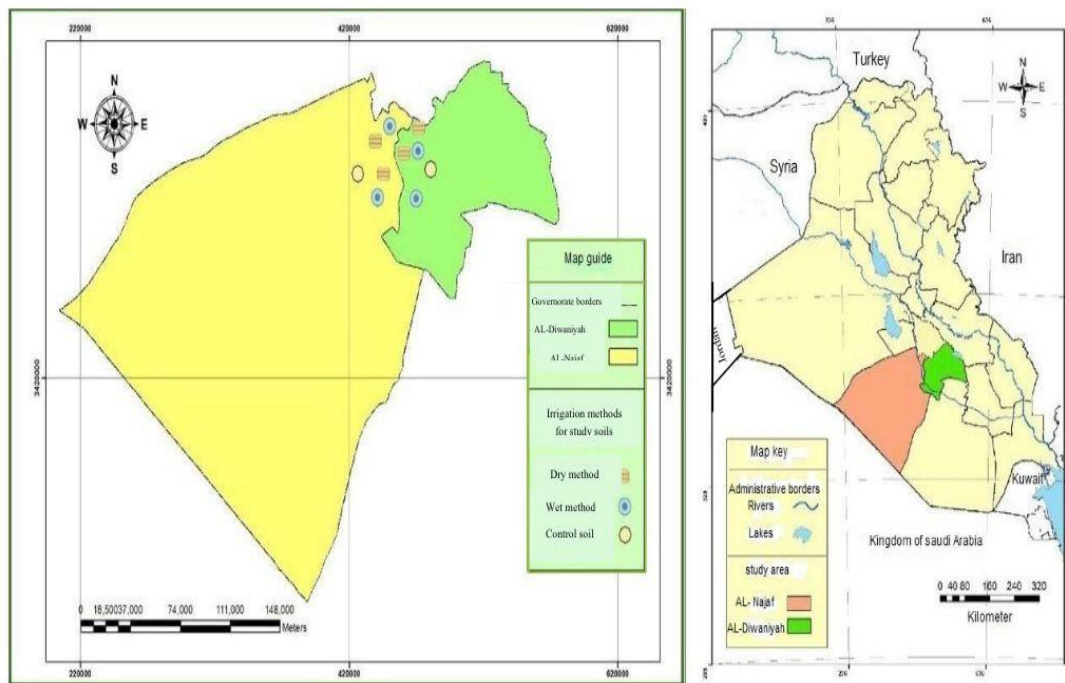 220000
420000
620000
N
W
E
S
3420000
3420000
Map guide
Governorate borders
AL-Diwaniyah
AL-Najaf
Irrigation methods
for study soils
Dry method
Wet method
Control soil
0 18,50037,000 74,000 111,000 148,000
Meters
220000
420000
620000
Turkey
N
W
E
S
Syria
Iran
Jordan
Kuwait
Kingdom of saudi Arabia
Map key
Administrative borders
Rivers
Lakes
study area
AL- Najaf
AL-Diwaniyah
0 40 80 160 240 320
Kilometer